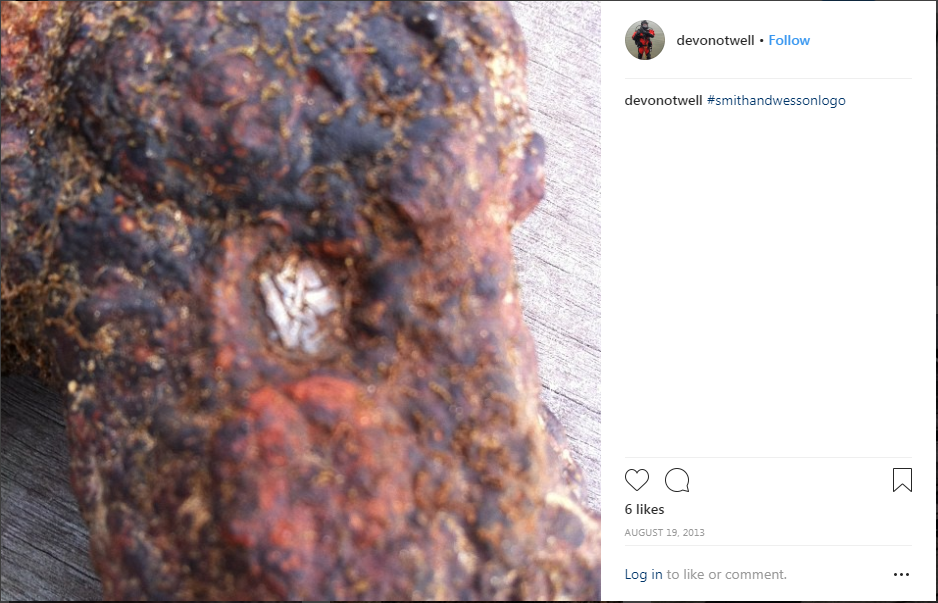 devonotwell • Follow
devonotwell #smithandwessonlogo
6 likes
AUGUST 19, 2013
Log in to like or comment.